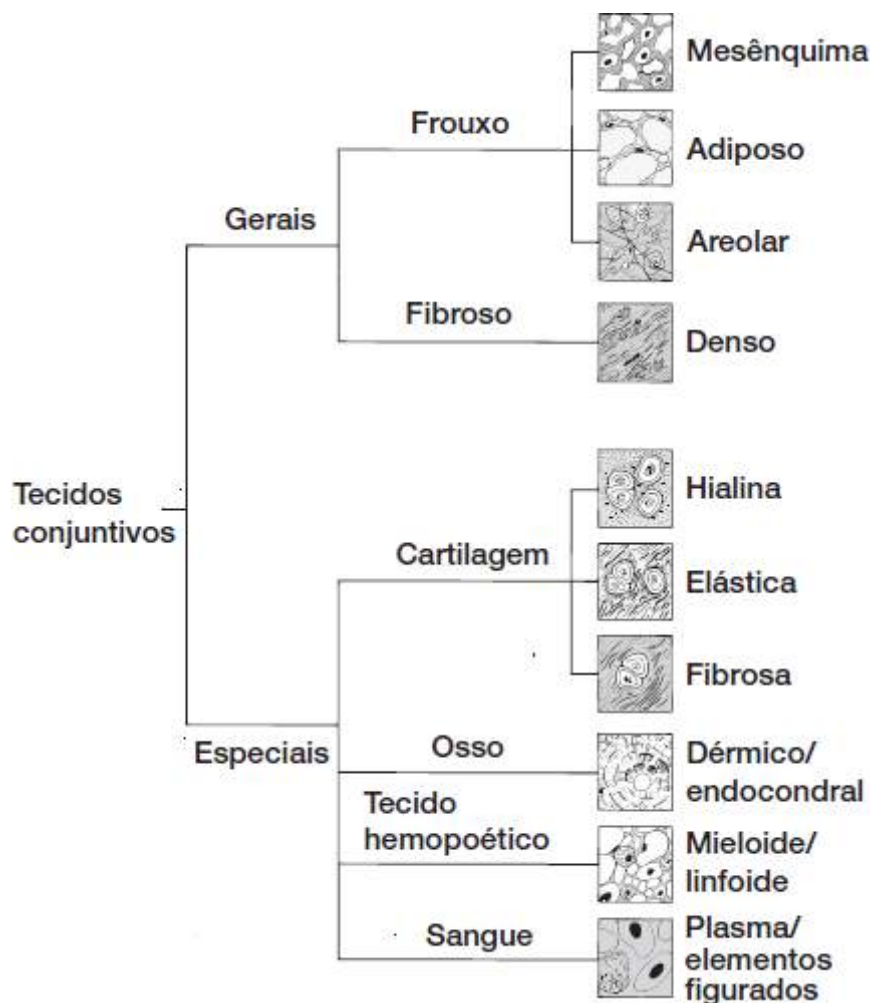 Mesênquima
Frouxo
Adiposo
Gerais
Areolar
Fibroso
Denso
Tecidos
conjuntivos
Hialina
Cartilagem
Elástica
Fibrosa
Especiais
Osso
Dérmico/
endocondral
Tecido
hemopoético
Mieloide/
linfoide
Sangue
Plasma/
elementos
figurados